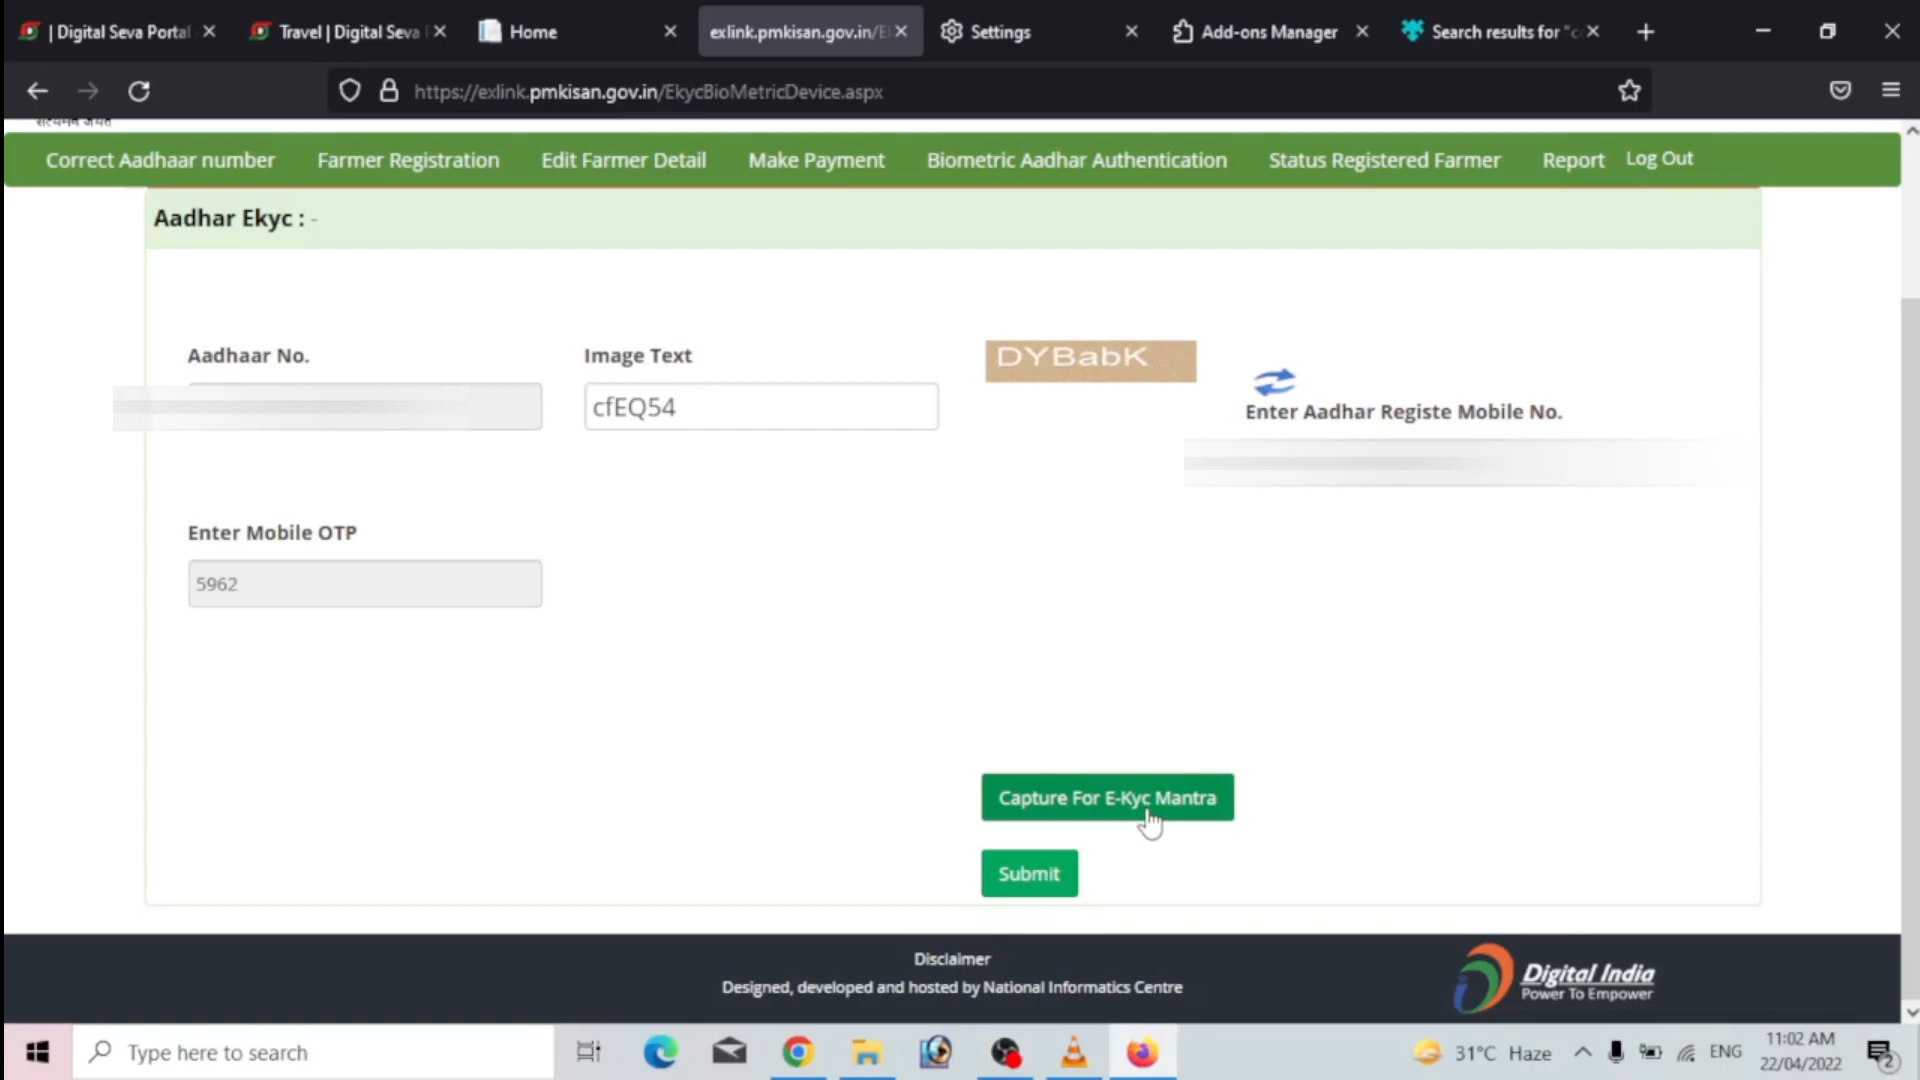 | Digital Seva Portal
Travel | Digital Seva
Home
exlink.pmkisan.gov.in/E
Settings
Add-ons Manager
Search results for "c
https://exlink.pmkisan.gov.in/EkycBioMetricDevice.aspx
Correct Aadhaar number
Farmer Registration
Edit Farmer Detail
Make Payment
Biometric Aadhar Authentication
Status Registered Farmer
Report
Log Out
Aadhar Ekyc : -
Aadhaar No.
Image Text
DYBabK
cfEQ54
Enter Aadhar Registe Mobile No.
Enter Mobile OTP
5962
Capture For E-Kyc Mantra
Submit
Disclaimer
Designed, developed and hosted by National Informatics Centre
Digital India
Power To Empower
Type here to search
31°C Haze
ENG
11:02 AM
22/04/2022
2